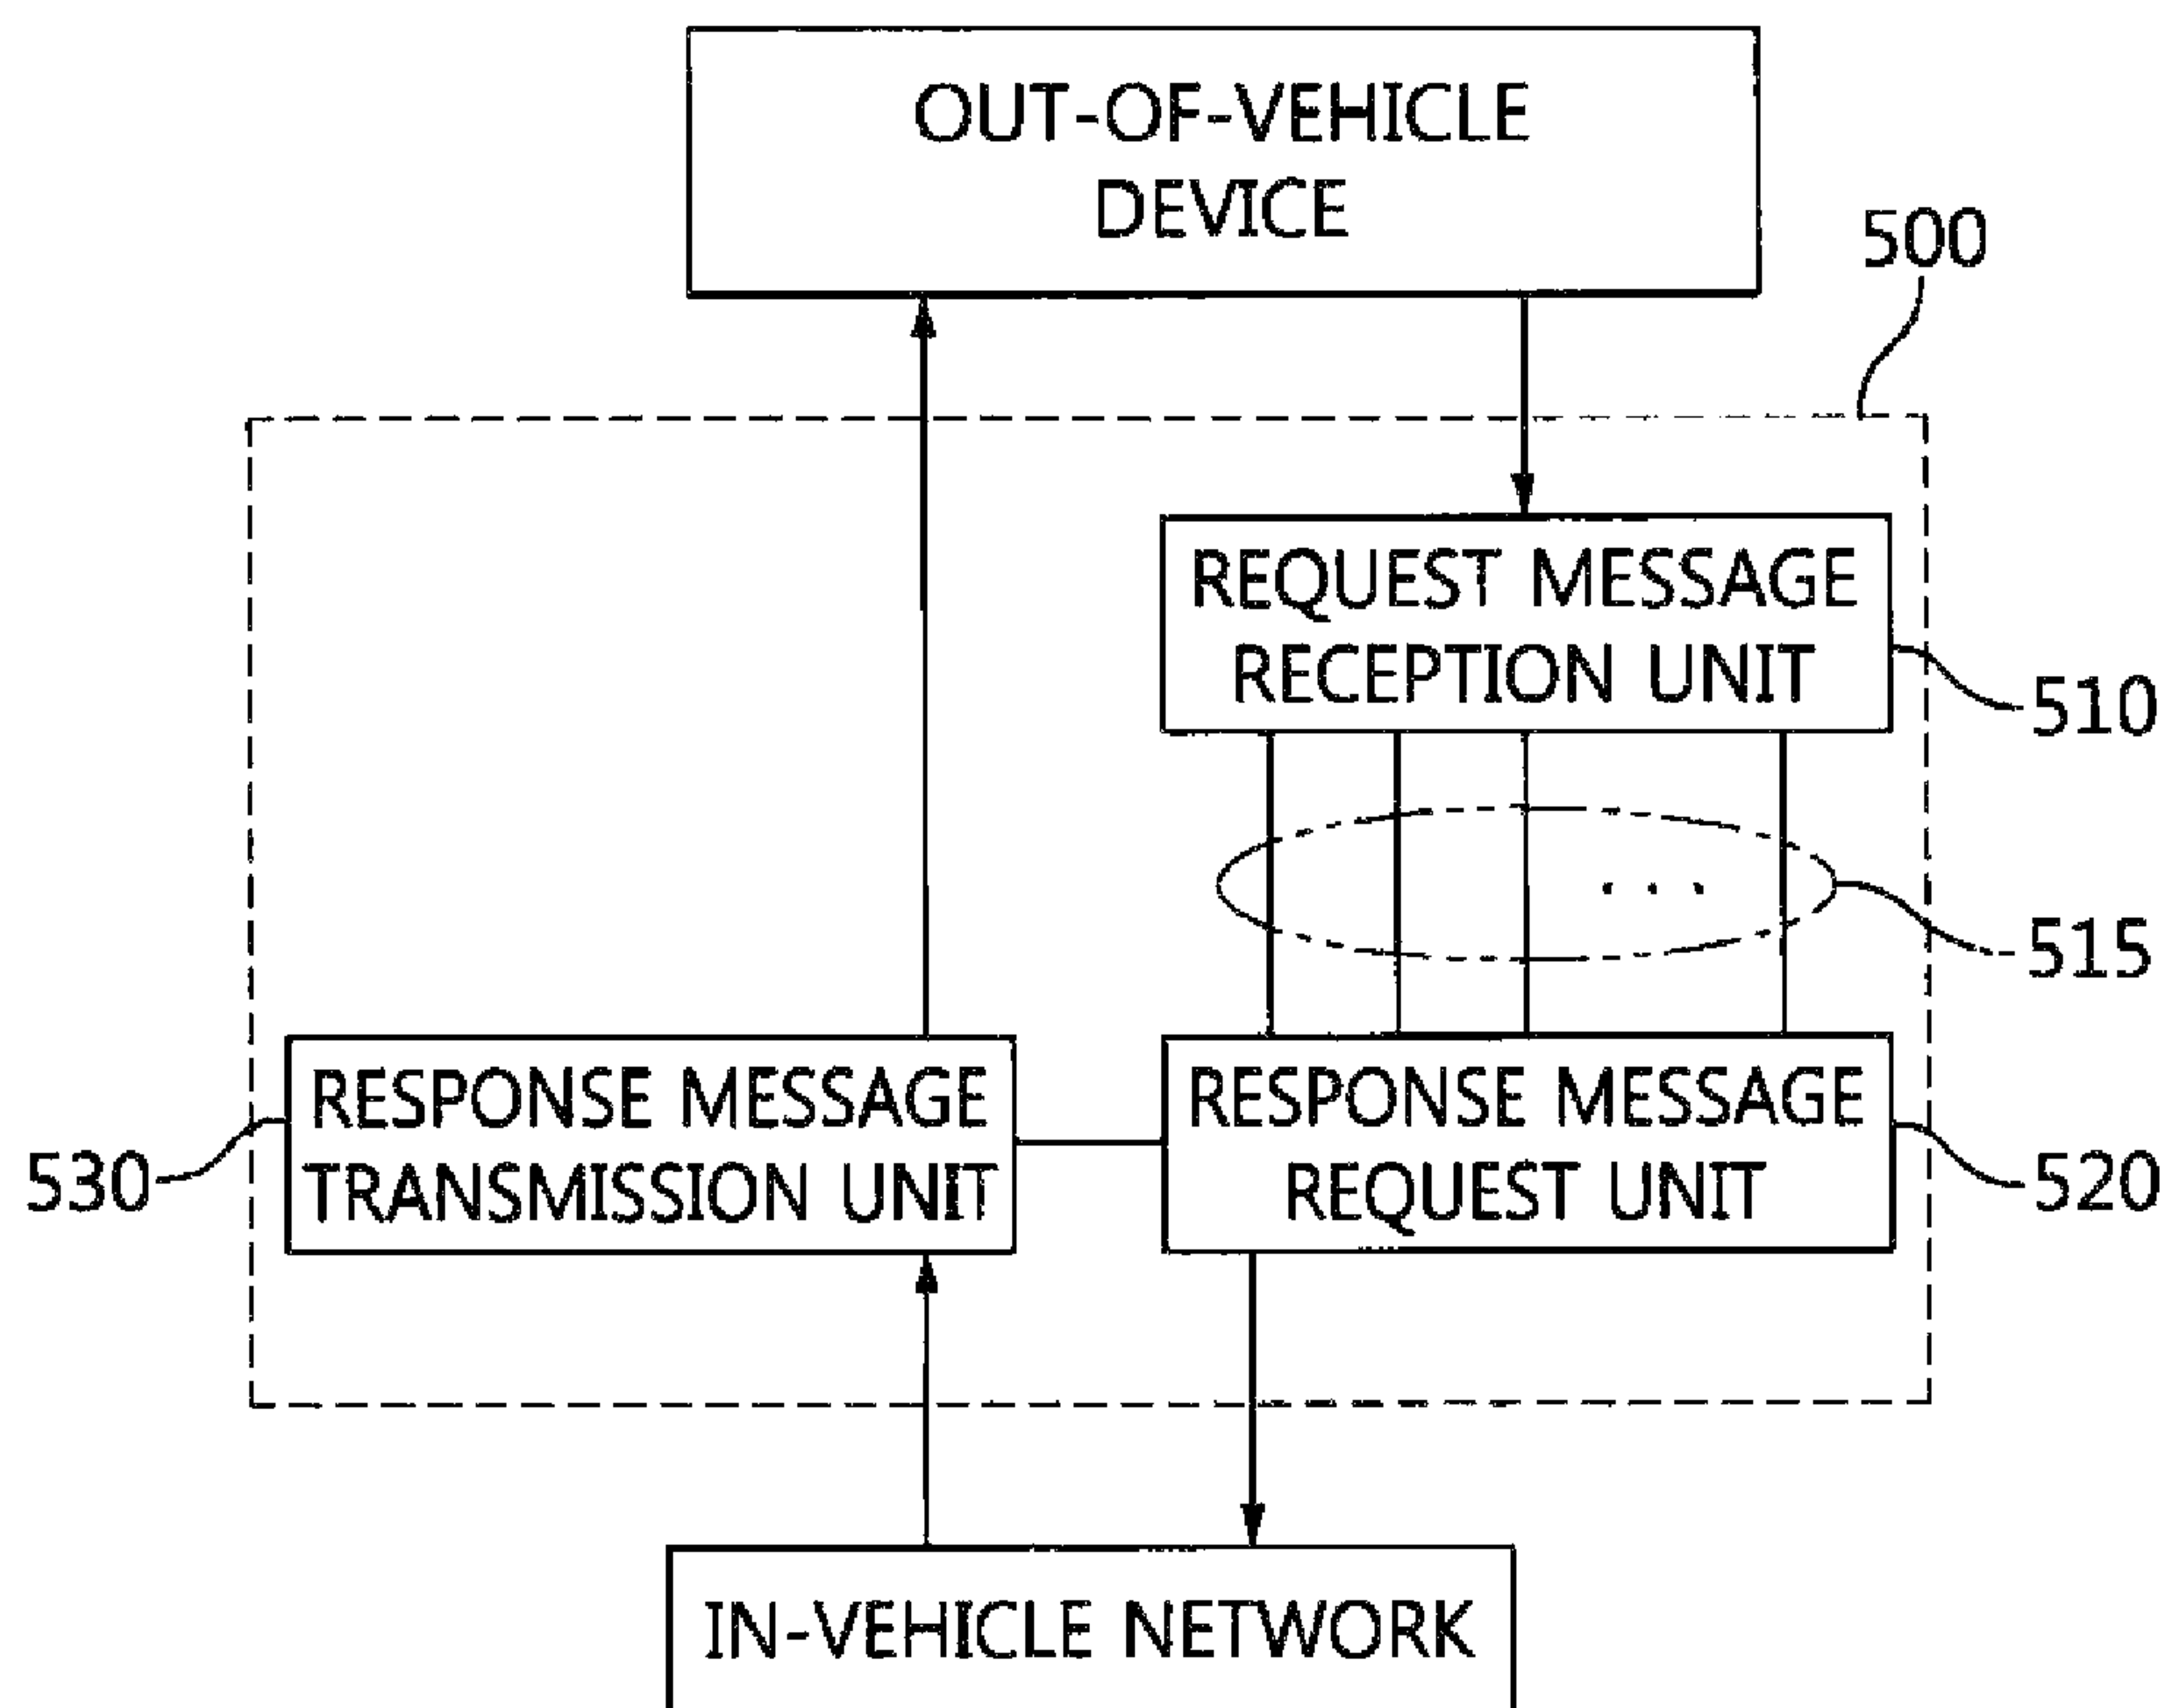 OUT-OF-VEHICLE
DEVICE
500
REQUEST MESSAGE
RECEPTION UNIT
510
515
RESPONSE MESSAGE
TRANSMISSION UNIT
530
RESPONSE MESSAGE
REQUEST UNIT
520
IN-VEHICLE NETWORK